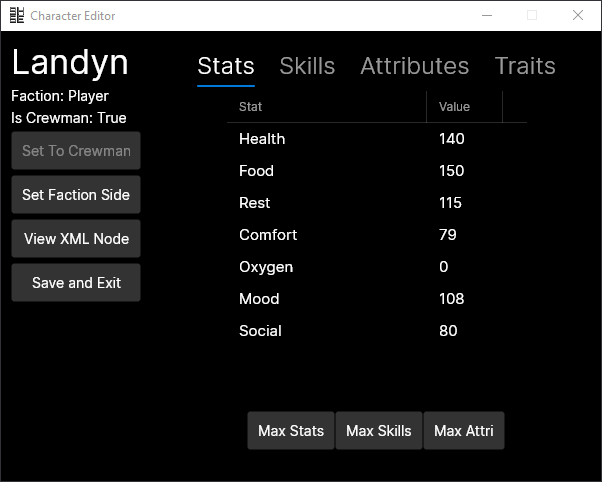 Character Editor
Landyn
Faction: Player
Is Crewman: True
Set To Crewman
Set Faction Side
View XML Node
Save and Exit
Stats Skills Attributes Traits
Stat Value
Health 140
Food 150
Rest 115
Comfort 79
Oxygen 0
Mood 108
Social 80
Max Stats Max Skills Max Attri